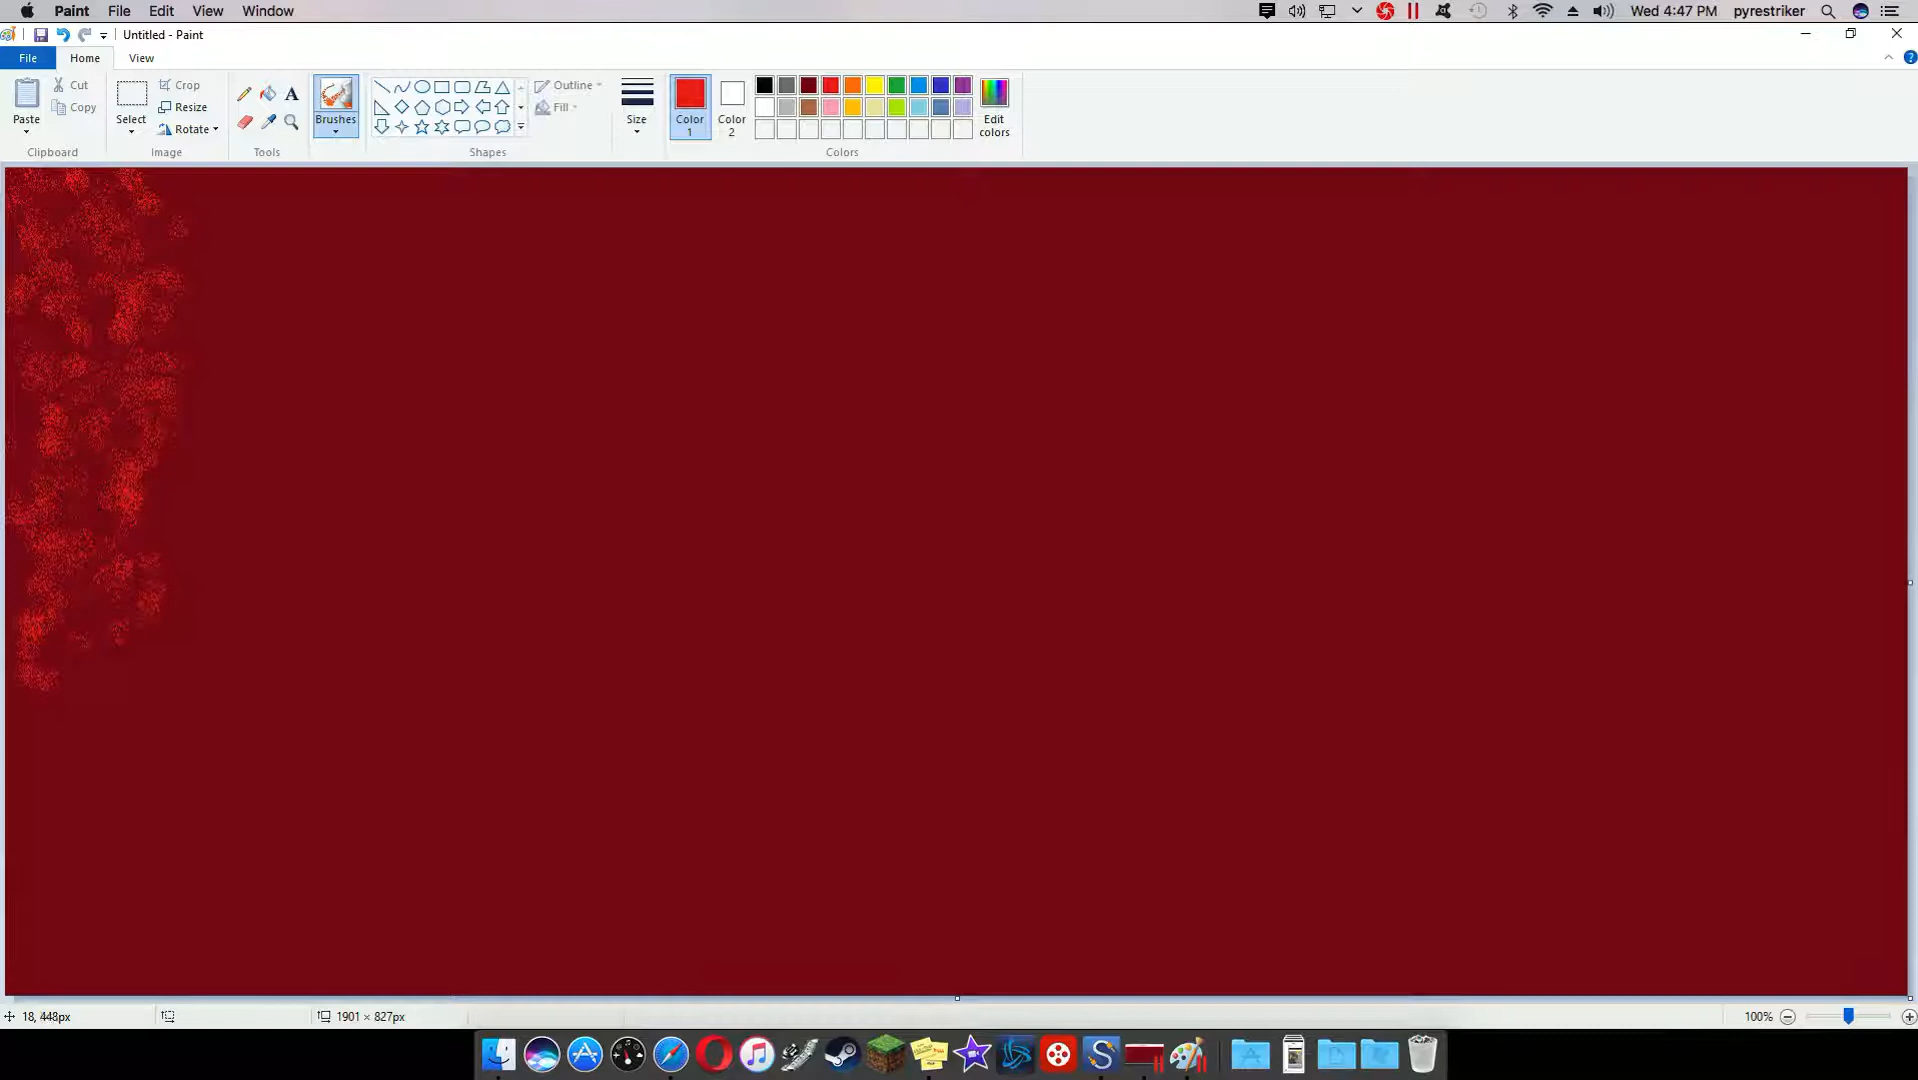 Paint File Edit View Window Wed 4:47 PM pyrestriker
Untitled - Paint
File Home View
Paste Cut Copy Select Crop Resize Rotate A Brushes Outline Fill Size Color 1 Color 2 Edit colors
Clipboard Image Tools Shapes Colors
18, 448px 1901 × 827px 100%